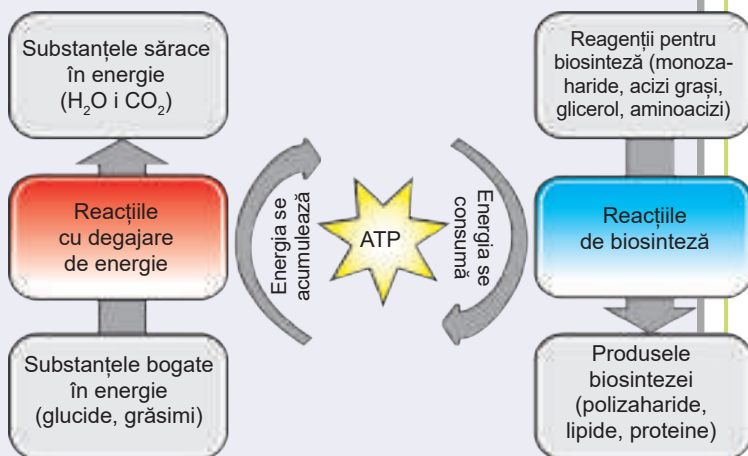 Substanțele sărace
în energie
(H₂O i CO₂)
Reacțiile
cu degajare
de energie
Substanțele bogate
în energie
(glucide, grăsimi)
Energia se
acumulează
ATP
Energia se
consumă
Reagenții pentru
biosinteză (monoza-
haride, acizi grași,
glicerol, aminoacizi)
Reacțiile
de biosinteză
Produsele
biosintezei
(polizaharide,
lipide, proteine)